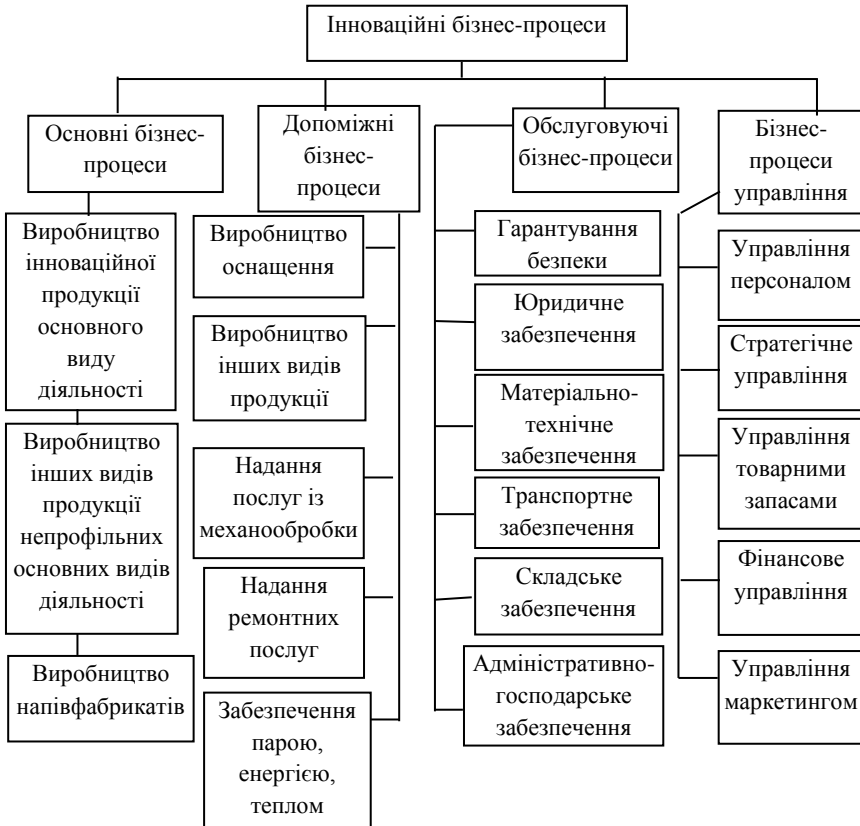 Інноваційні бізнес-процеси
Основні бізнес-
процеси
Виробництво
інноваційної
продукції
основного
виду
діяльності
Виробництво
інших видів
продукції
непрофільних
основних видів
діяльності
Виробництво
напівфабрикатів
Допоміжні
бізнес-
процеси
Виробництво
оснащення
Виробництво
інших видів
продукції
Надання
послуг із
механообробки
Надання
ремонтних
послуг
Забезпечення
парою,
енергією,
теплом
Обслуговуючі
бізнес-процеси
Гарантування
безпеки
Юридичне
забезпечення
Матеріально-
технічне
забезпечення
Транспортне
забезпечення
Складське
забезпечення
Адміністративно-
господарське
забезпечення
Бізнес-
процеси
управління
Управління
персоналом
Стратегічне
управління
Управління
товарними
запасами
Фінансове
управління
Управління
маркетингом